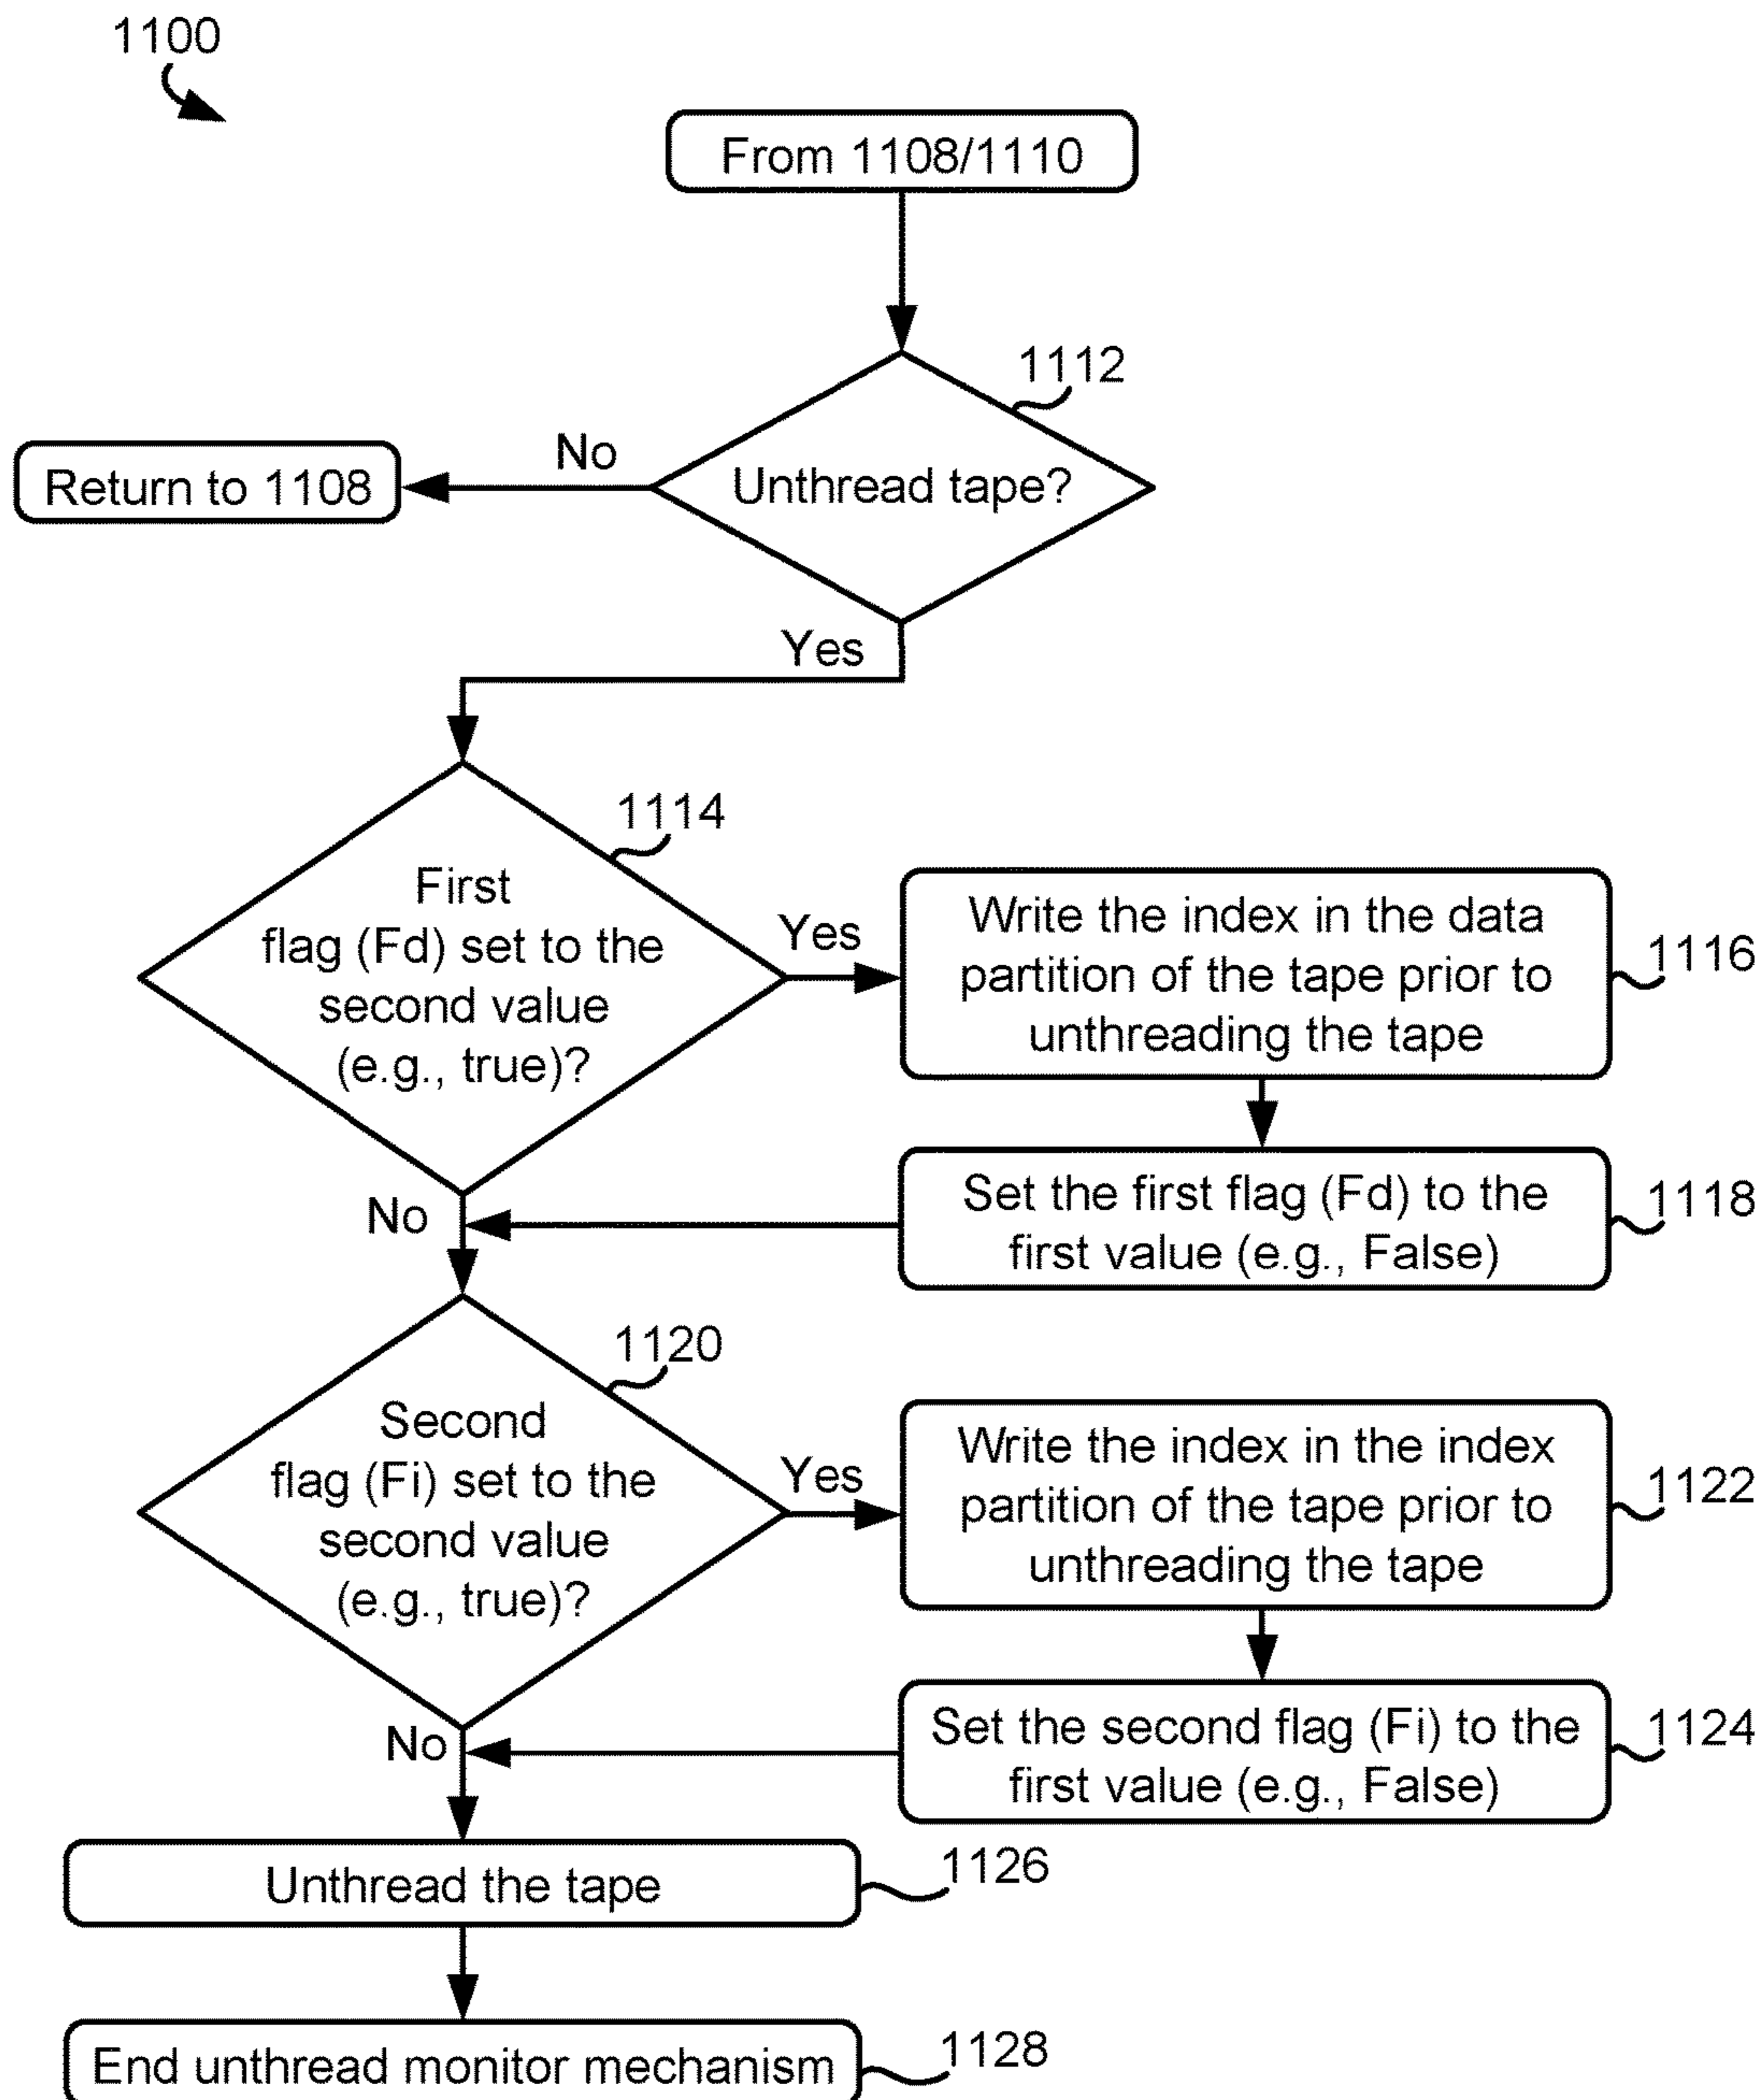 1100
From 1108/1110
1112
No
Return to 1108
Unthread tape?
Yes
1114
First
flag (Fd) set to the
second value
(e.g., true)?
Yes
Write the index in the data
partition of the tape prior to
unthreading the tape
1116
No
Set the first flag (Fd) to the
first value (e.g., False)
1118
1120
Second
flag (Fi) set to the
second value
(e.g., true)?
Yes
Write the index in the index
partition of the tape prior to
unthreading the tape
1122
No
Set the second flag (Fi) to the
first value (e.g., False)
1124
Unthread the tape
1126
End unthread monitor mechanism
1128